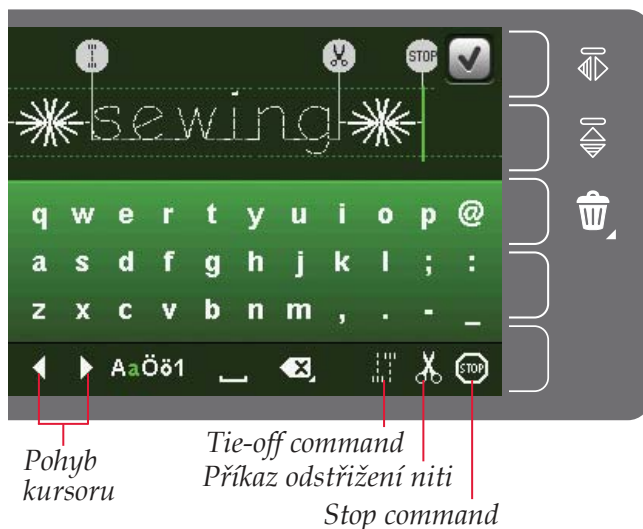 STOP
sewing
q w e r t y u i o p @
a s d f g h j k l ; :
z x c v b n m , . - _
AaÖö1 STOP
Pohyb
kursoru
Tie-off command
Příkaz odstřižení niti
Stop command